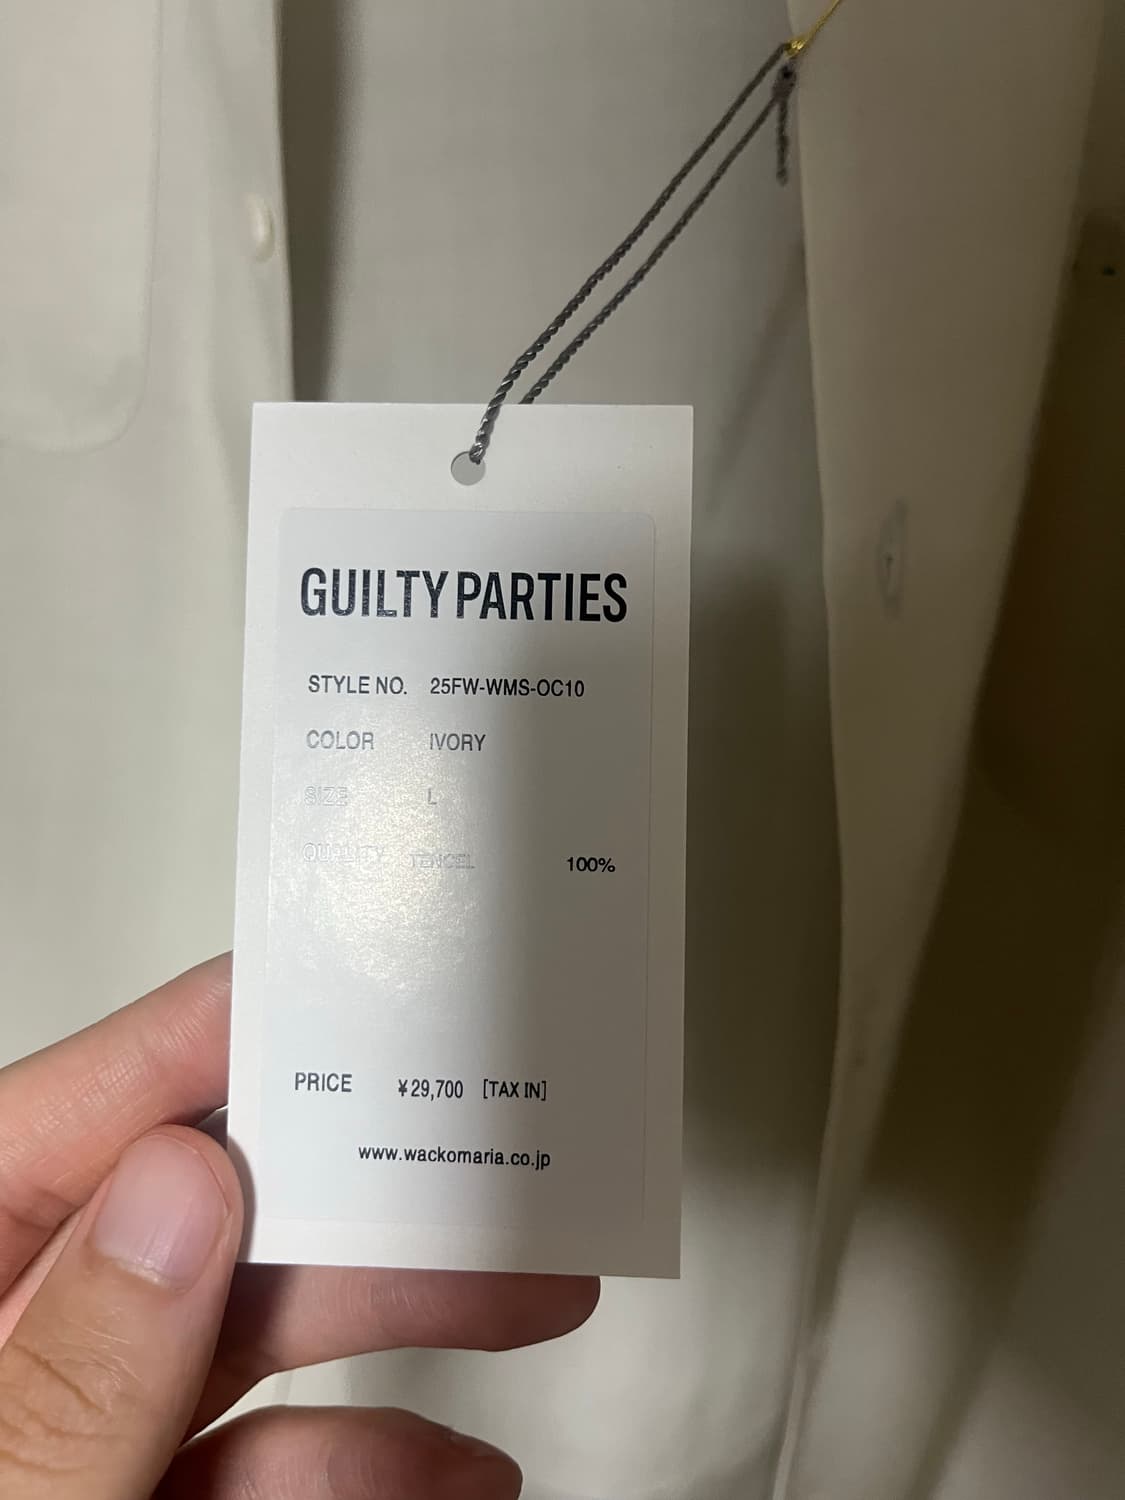 GUILTY PARTIES
STYLE NO. 25FW-WMS-OC10
COLOR IVORY
SIZE L
QUALITY TENCEL 100%
PRICE ¥29,700 [TAX IN]
www.wackomaria.co.jp